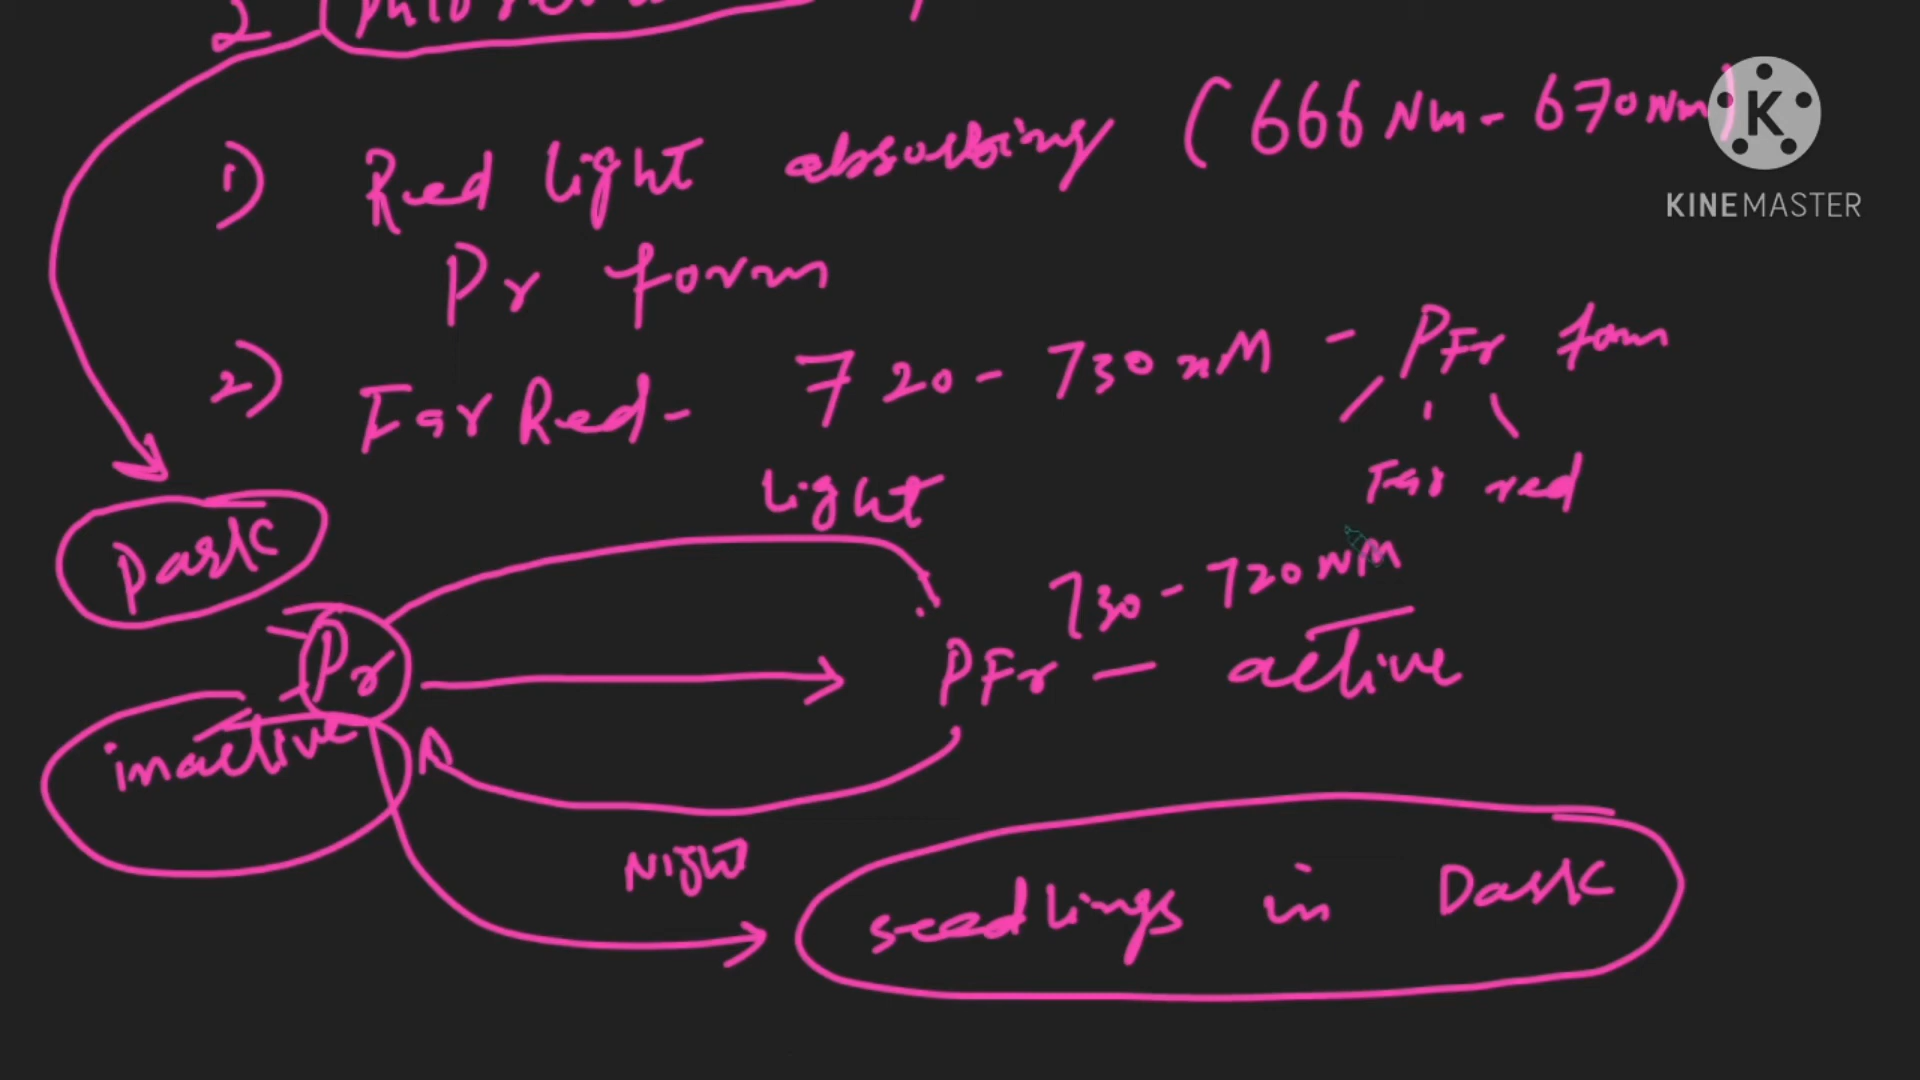 2
1) Red light absorbing (666 Nm - 670 Nm)
Pr form
2) Far Red - 720 - 730 nM - PFr form
Far red
Light
Dark
730 - 720 NM
Pr
PFr - active
inactive
Night
seedlings in Dark
K
KINEMASTER